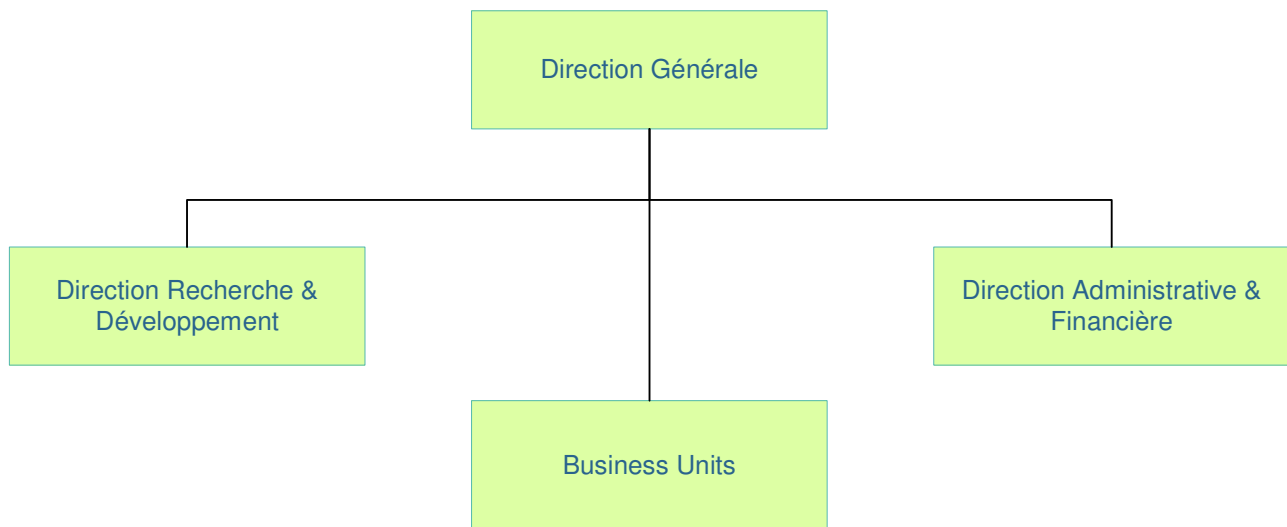 Direction Générale
Direction Recherche &
Développement
Direction Administrative &
Financière
Business Units